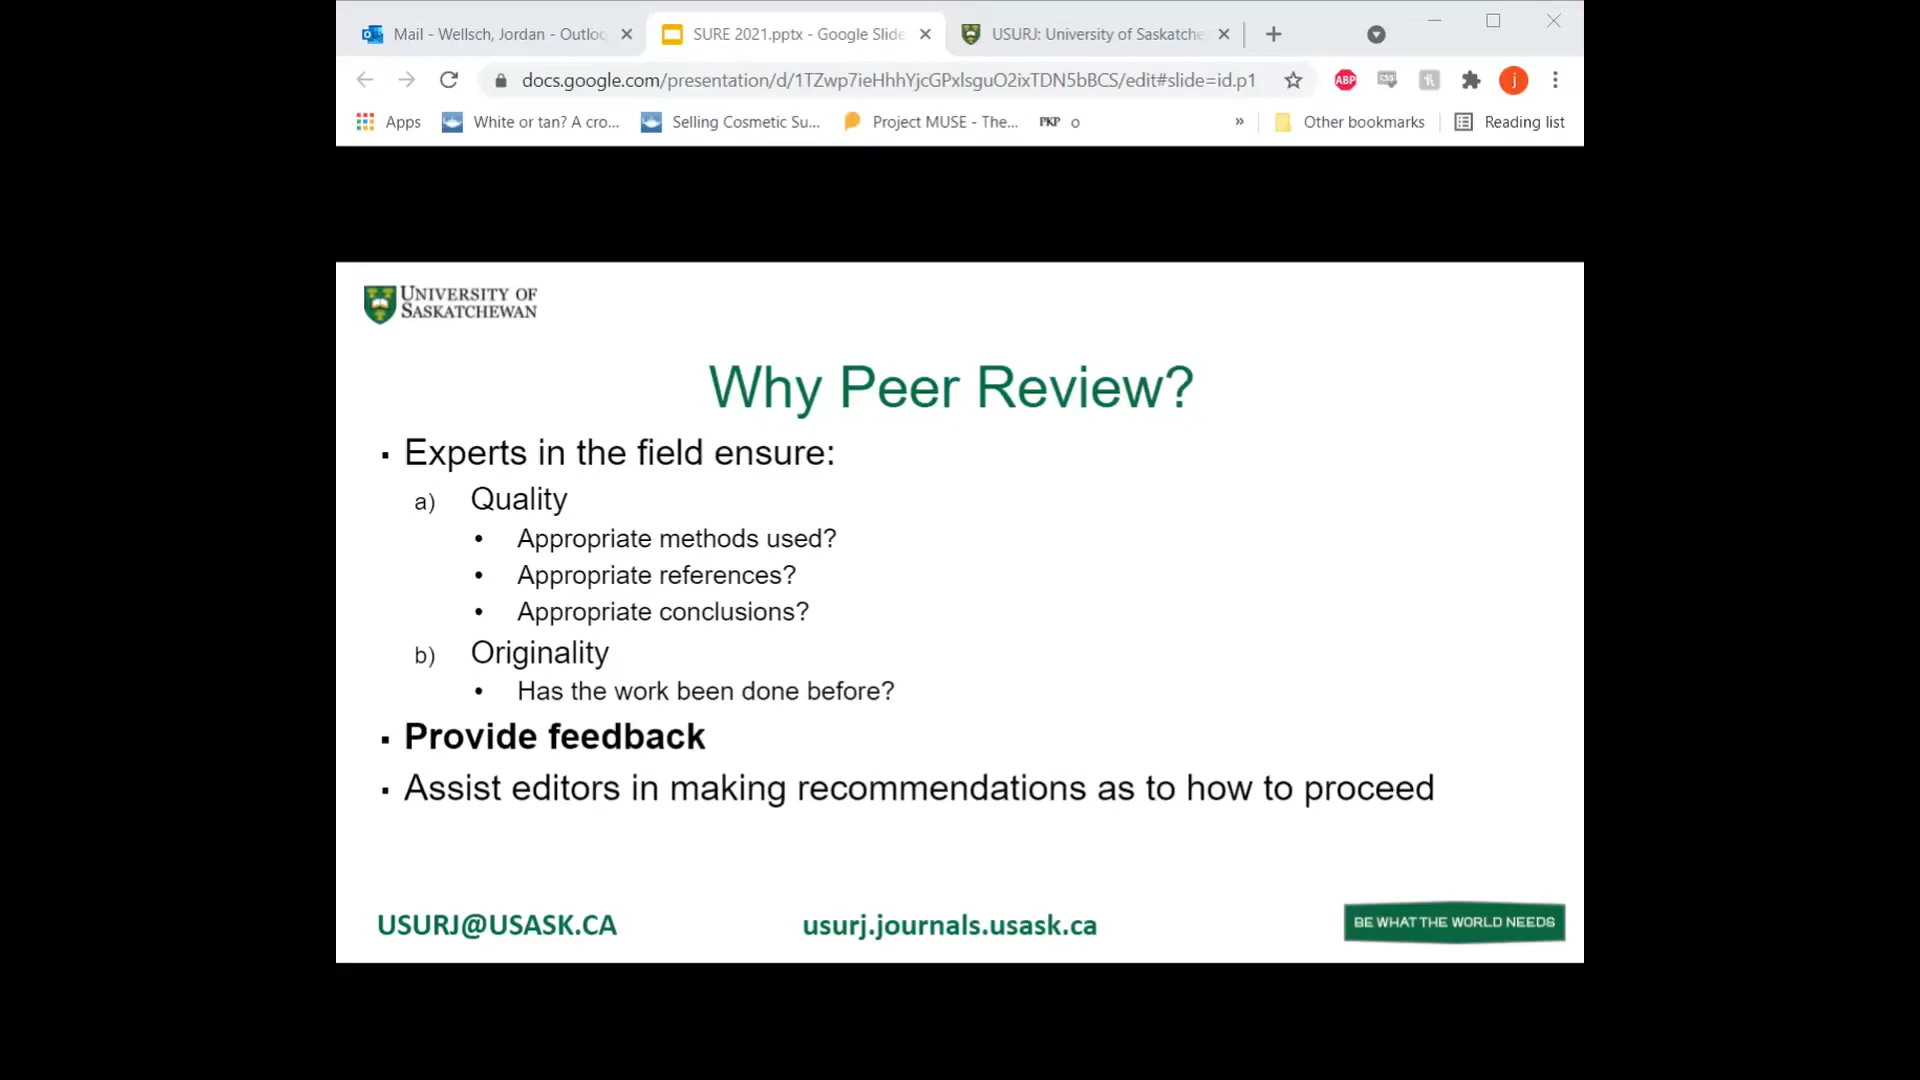 Mail - Wellsch, Jordan - Outloo
SURE 2021.pptx - Google Slide
USURJ: University of Saskatche
docs.google.com/presentation/d/1TZwp7ieHhhYjcGPxlsguO2ixTDN5bBCS/edit#slide=id.p1
ABP
CSS
j
Apps
White or tan? A cro...
Selling Cosmetic Su...
Project MUSE - The...
PKP o
»
Other bookmarks
Reading list
UNIVERSITY OF
SASKATCHEWAN
Why Peer Review?
▪ Experts in the field ensure:
a) Quality
• Appropriate methods used?
• Appropriate references?
• Appropriate conclusions?
b) Originality
• Has the work been done before?
▪ Provide feedback
▪ Assist editors in making recommendations as to how to proceed
USURJ@USASK.CA
usurj.journals.usask.ca
BE WHAT THE WORLD NEEDS